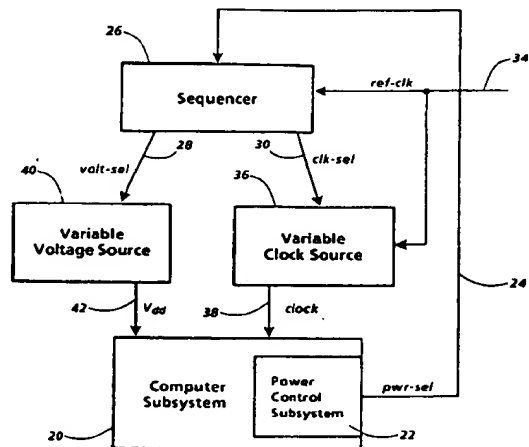 26
34
ref-clk
Sequencer
28
30
volt-sel
clk-sel
40
36
Variable
Voltage Source
Variable
Clock Source
24
42
V_dd
38
clock
Computer
Subsystem
Power
Control
Subsystem
pwr-sel
20
22